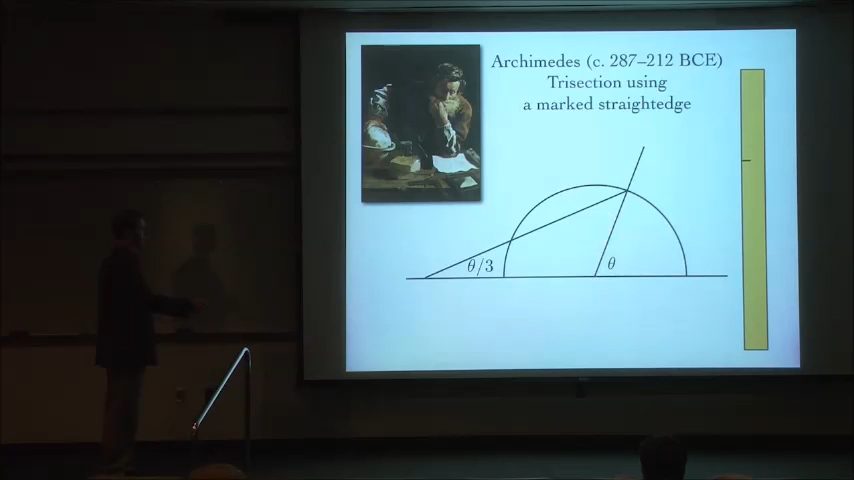 Archimedes (c. 287–212 BCE)
Trisection using
a marked straightedge
θ/3
θ